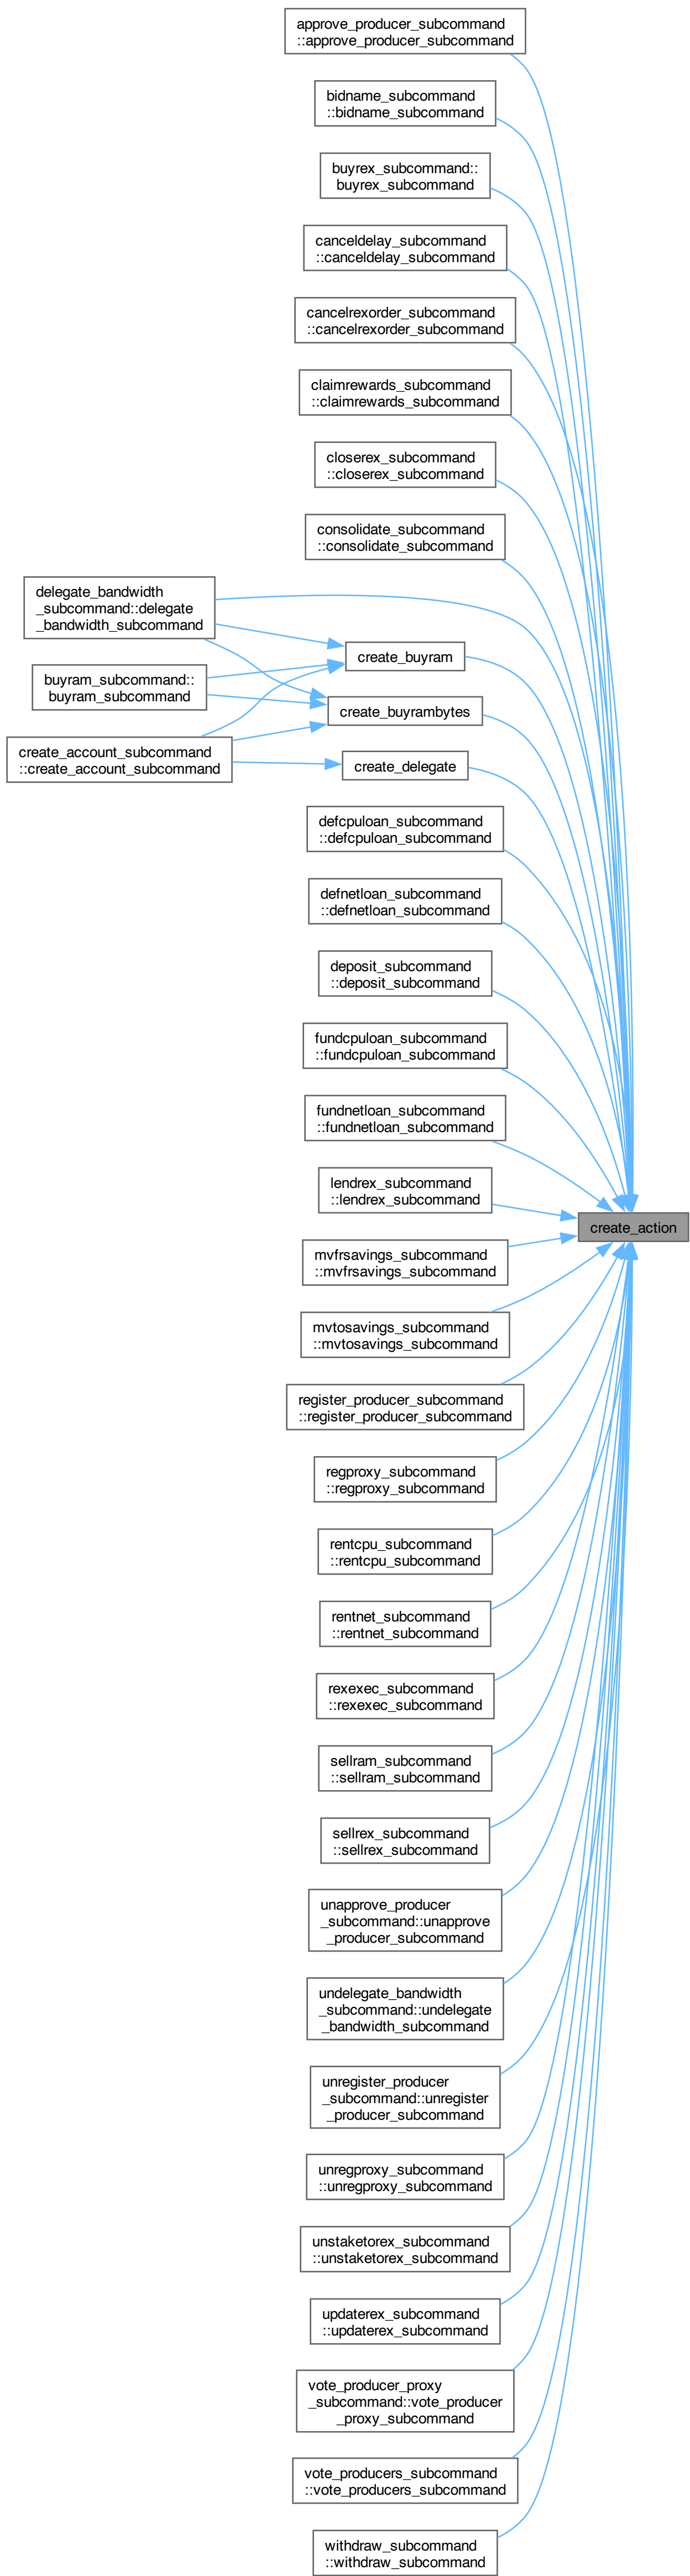 approve_producer_subcommand
::approve_producer_subcommand
bidname_subcommand
::bidname_subcommand
buyrex_subcommand::
buyrex_subcommand
canceldelay_subcommand
::canceldelay_subcommand
cancelrexorder_subcommand
::cancelrexorder_subcommand
claimrewards_subcommand
::claimrewards_subcommand
closerex_subcommand
::closerex_subcommand
consolidate_subcommand
::consolidate_subcommand
delegate_bandwidth
_subcommand::delegate
_bandwidth_subcommand
create_buyram
buyram_subcommand::
buyram_subcommand
create_buyrambytes
create_account_subcommand
::create_account_subcommand
create_delegate
defcpuloan_subcommand
::defcpuloan_subcommand
defnetloan_subcommand
::defnetloan_subcommand
deposit_subcommand
::deposit_subcommand
fundcpuloan_subcommand
::fundcpuloan_subcommand
fundnetloan_subcommand
::fundnetloan_subcommand
lendrex_subcommand
::lendrex_subcommand
create_action
mvfrsavings_subcommand
::mvfrsavings_subcommand
mvtosavings_subcommand
::mvtosavings_subcommand
register_producer_subcommand
::register_producer_subcommand
regproxy_subcommand
::regproxy_subcommand
rentcpu_subcommand
::rentcpu_subcommand
rentnet_subcommand
::rentnet_subcommand
rexexec_subcommand
::rexexec_subcommand
sellram_subcommand
::sellram_subcommand
sellrex_subcommand
::sellrex_subcommand
unapprove_producer
_subcommand::unapprove
_producer_subcommand
undelegate_bandwidth
_subcommand::undelegate
_bandwidth_subcommand
unregister_producer
_subcommand::unregister
_producer_subcommand
unregproxy_subcommand
::unregproxy_subcommand
unstaketorex_subcommand
::unstaketorex_subcommand
updaterex_subcommand
::updaterex_subcommand
vote_producer_proxy
_subcommand::vote_producer
_proxy_subcommand
vote_producers_subcommand
::vote_producers_subcommand
withdraw_subcommand
::withdraw_subcommand